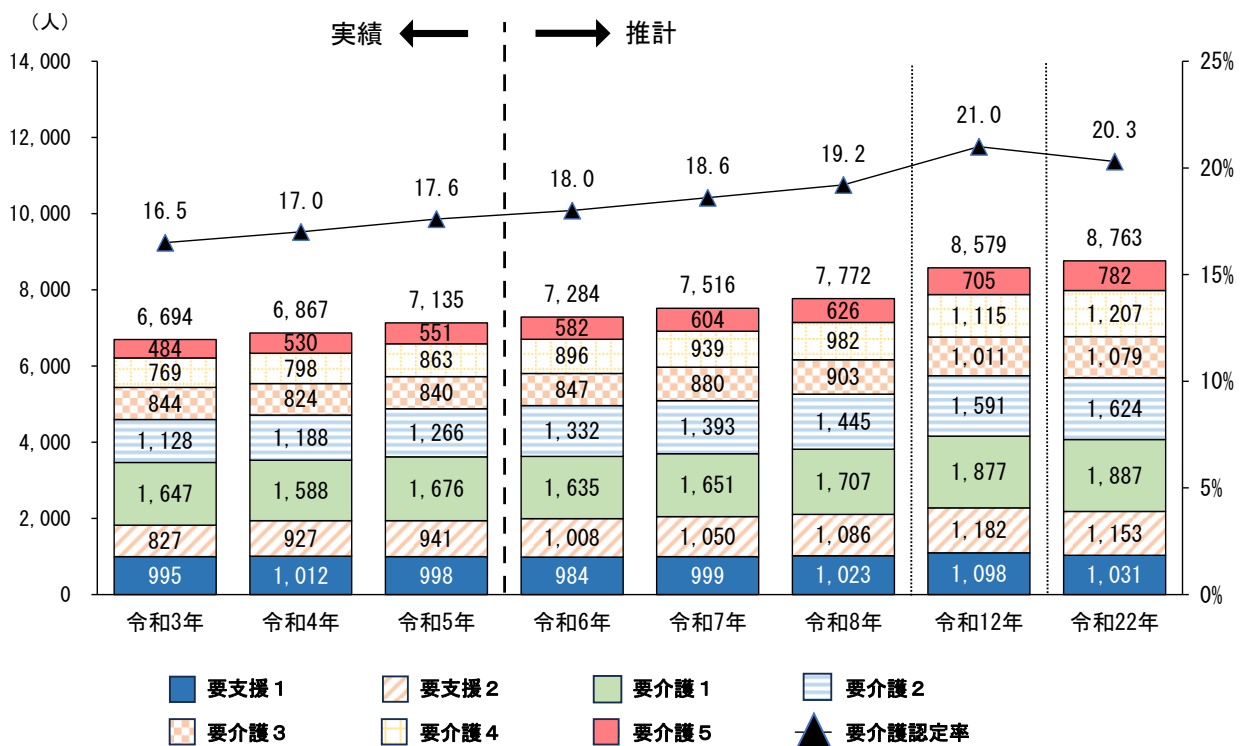 （人）
実績 推計
14,000 25%
12,000
10,000 20%
8,000 15%
6,000 10%
4,000
2,000 5%
0 0%
16.5 17.0 17.6 18.0 18.6 19.2 21.0 20.3
6,694 6,867 7,135 7,284 7,516 7,772 8,579 8,763
484 530 551 582 604 626 705 782
769 798 863 896 939 982 1,115 1,207
844 824 840 847 880 903 1,011 1,079
1,128 1,188 1,266 1,332 1,393 1,445 1,591 1,624
1,647 1,588 1,676 1,635 1,651 1,707 1,877 1,887
827 927 941 1,008 1,050 1,086 1,182 1,153
995 1,012 998 984 999 1,023 1,098 1,031
令和3年 令和4年 令和5年 令和6年 令和7年 令和8年 令和12年 令和22年
要支援１ 要支援２ 要介護１ 要介護２
要介護３ 要介護４ 要介護５ 要介護認定率